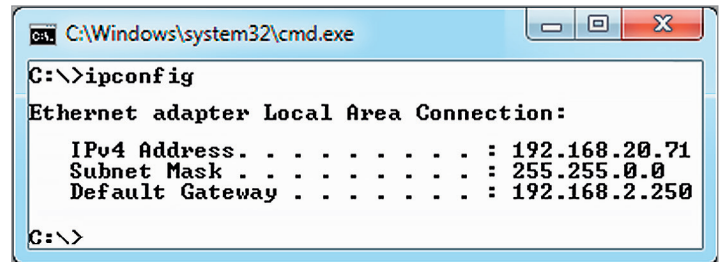 C:\Windows\system32\cmd.exe
C:\>ipconfig
Ethernet adapter Local Area Connection:
IPv4 Address. . . . . . . . . . : 192.168.20.71
Subnet Mask . . . . . . . . . . : 255.255.0.0
Default Gateway . . . . . . . . : 192.168.2.250
C:\>